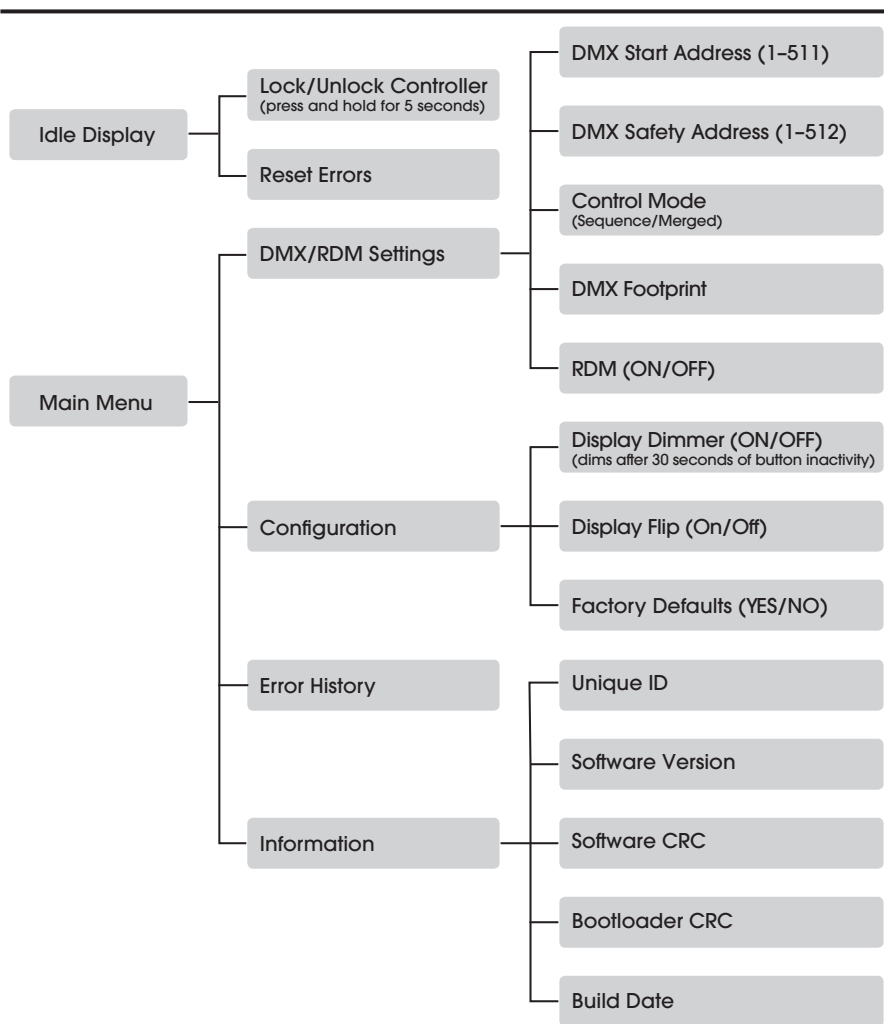 Idle Display
Lock/Unlock Controller
(press and hold for 5 seconds)
Reset Errors
Main Menu
DMX/RDM Settings
DMX Start Address (1–511)
DMX Safety Address (1–512)
Control Mode
(Sequence/Merged)
DMX Footprint
RDM (ON/OFF)
Configuration
Display Dimmer (ON/OFF)
(dims after 30 seconds of button inactivity)
Display Flip (On/Off)
Factory Defaults (YES/NO)
Error History
Information
Unique ID
Software Version
Software CRC
Bootloader CRC
Build Date